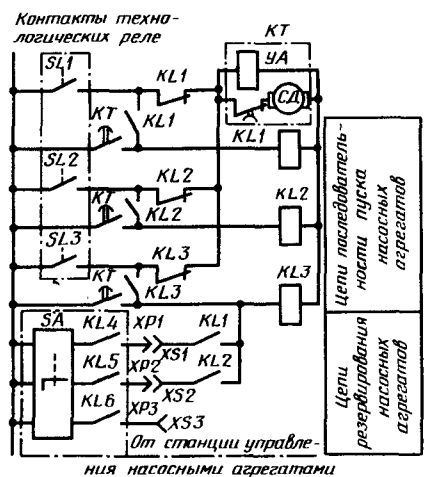 Контакты техно-
логических реле
КТ
SL1
KL1
YA
СД
КТ
KL1
KL1
SL2
KL2
КТ
KL2
KL2
SL3
KL3
КТ
KL3
KL3
SA
KL4
XP1
XS1
KL1
KL5
XP2
XS2
KL2
KL6
XP3
XS3
От станции управле-
ния насосными агрегатами
Цепи последователь-
ности пуска
насосных
агрегатов
Цепи
резервирования
насосных
агрегатов